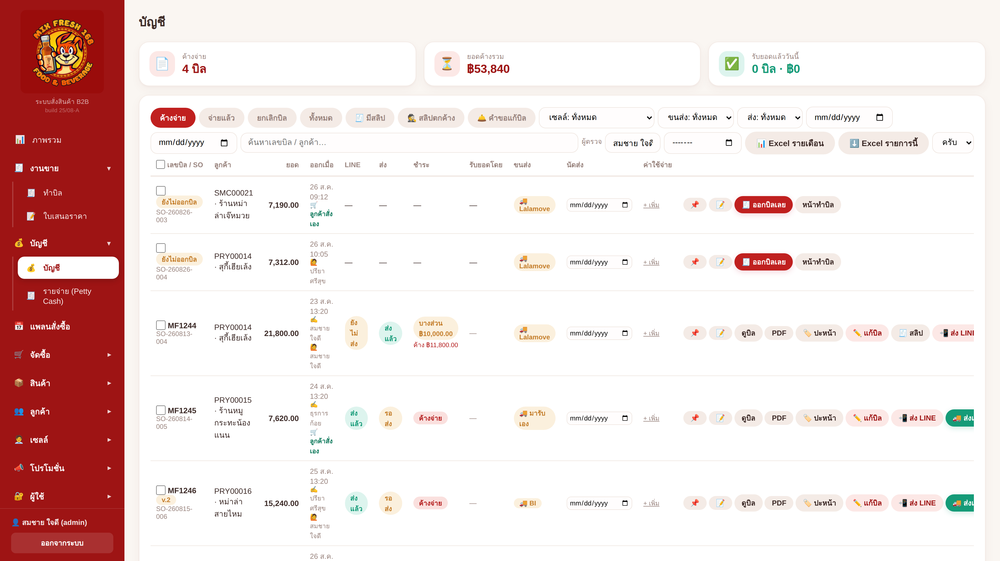 MIX FRESH 168
FOOD & BEVERAGE
ระบบสั่งสินค้า B2B
build 25/08-A
ภาพรวม
งานขาย
ทำบิล
ใบเสนอราคา
บัญชี
บัญชี
รายจ่าย (Petty
Cash)
แพลนสั่งซื้อ
จัดซื้อ
สินค้า
ลูกค้า
เซลล์
โปรโมชั่น
ผู้ใช้
สมชาย ใจดี (admin)
ออกจากระบบ
บัญชี
ค้างจ่าย
4 บิล
ยอดค้างรวม
฿53,840
รับยอดแล้ววันนี้
0 บิล · ฿0
ค้างจ่าย จ่ายแล้ว ยกเลิกบิล ทั้งหมด มีสลิป สลิปตกค้าง คำขอแก้บิล เซลล์: ทั้งหมด ขนส่ง: ทั้งหมด ส่ง: ทั้งหมด mm/dd/yyyy
mm/dd/yyyy ค้นหาเลขบิล / ลูกค้า… ผู้ตรวจ สมชาย ใจดี ------- Excel รายเดือน Excel รายการนี้ ครับ
เลขบิล / SO ลูกค้า ยอด ออกเมื่อ LINE ส่ง ชำระ รับยอดโดย ขนส่ง นัดส่ง ค่าใช้จ่าย
ยังไม่ออกบิล
SO-260826-
003
SMC00021
· ร้านหม่า
ล่าเจ๊หมวย
7,190.00
26 ส.ค.
09:12
ลูกค้าสั่ง
เอง
— — — —
Lalamove
mm/dd/yyyy
+ เพิ่ม
ออกบิลเลย หน้าทำบิล
ยังไม่ออกบิล
SO-260826-
004
PRY00014
· สุกี้เฮียเล้ง
7,312.00
26 ส.ค.
10:05
ปรียา
ศรีสุข
— — — —
Lalamove
mm/dd/yyyy
+ เพิ่ม
ออกบิลเลย หน้าทำบิล
MF1244
SO-260813-
004
PRY00014
· สุกี้เฮียเล้ง
21,800.00
23 ส.ค.
13:20
สมชาย
ใจดี
สมชาย
ใจดี
ยัง
ไม่
ส่ง
ส่ง
แล้ว
บางส่วน
฿10,000.00
ค้าง ฿11,800.00
—
Lalamove
mm/dd/yyyy
+ เพิ่ม
ดูบิล PDF ปะหน้า แก้บิล สลิป ส่ง LINE
MF1245
SO-260814-
005
PRY00015
· ร้านหมู
กระทะน้อง
แนน
7,620.00
24 ส.ค.
13:20
ธุรการ
ก้อย
ลูกค้าสั่ง
เอง
ส่ง
แล้ว
รอ
ส่ง
ค้างจ่าย
—
มารับ
เอง
mm/dd/yyyy
+ เพิ่ม
ดูบิล PDF ปะหน้า แก้บิล ส่ง LINE
MF1246
v.2
SO-260815-
006
PRY00016
· หม่าล่า
สายไหม
15,240.00
25 ส.ค.
13:20
ปรียา
ศรีสุข
สมชาย
ใจดี
ส่ง
แล้ว
รอ
ส่ง
ค้างจ่าย
—
BI
mm/dd/yyyy
+ เพิ่ม
ดูบิล PDF ปะหน้า แก้บิล ส่ง LINE
26 ส.ค.